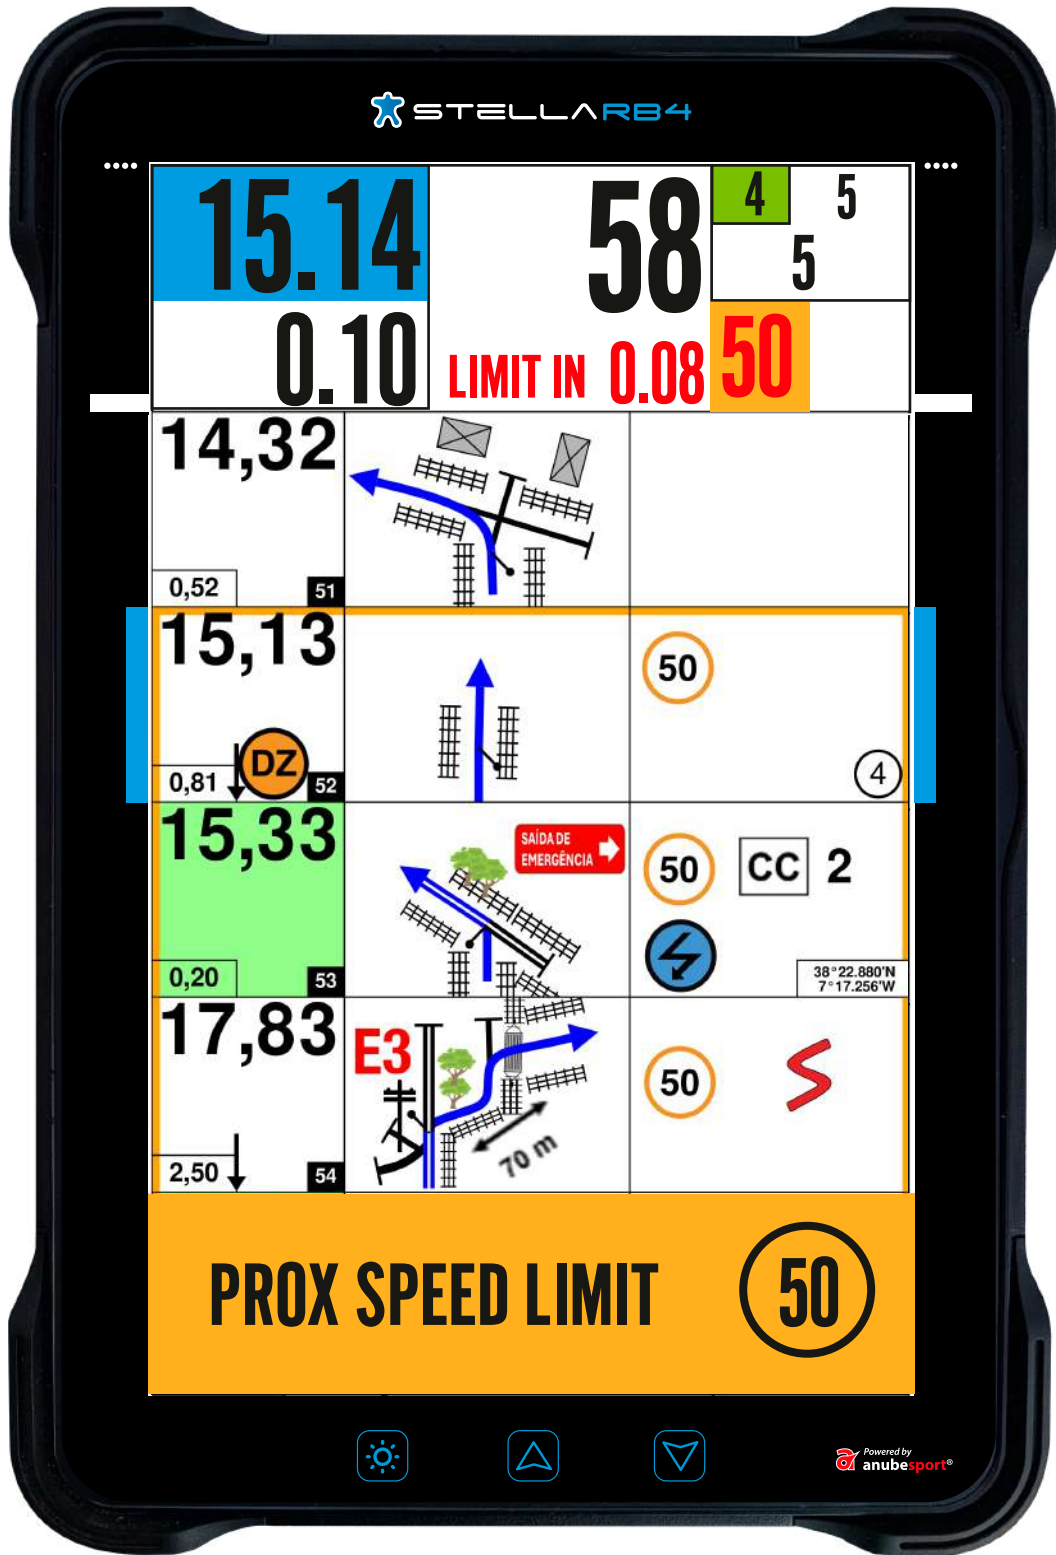 STELLARB4
15.14
58
4
5
5
0.10
LIMIT IN 0.08
50
14,32
0,52
51
15,13
DZ
0,81
52
50
4
15,33
0,20
53
SAÍDA DE
EMERGÊNCIA
50
CC
2
38°22.880'N
7°17.256'W
17,83
2,50
54
E3
70 m
50
PROX SPEED LIMIT
50
Powered by
anubesport®